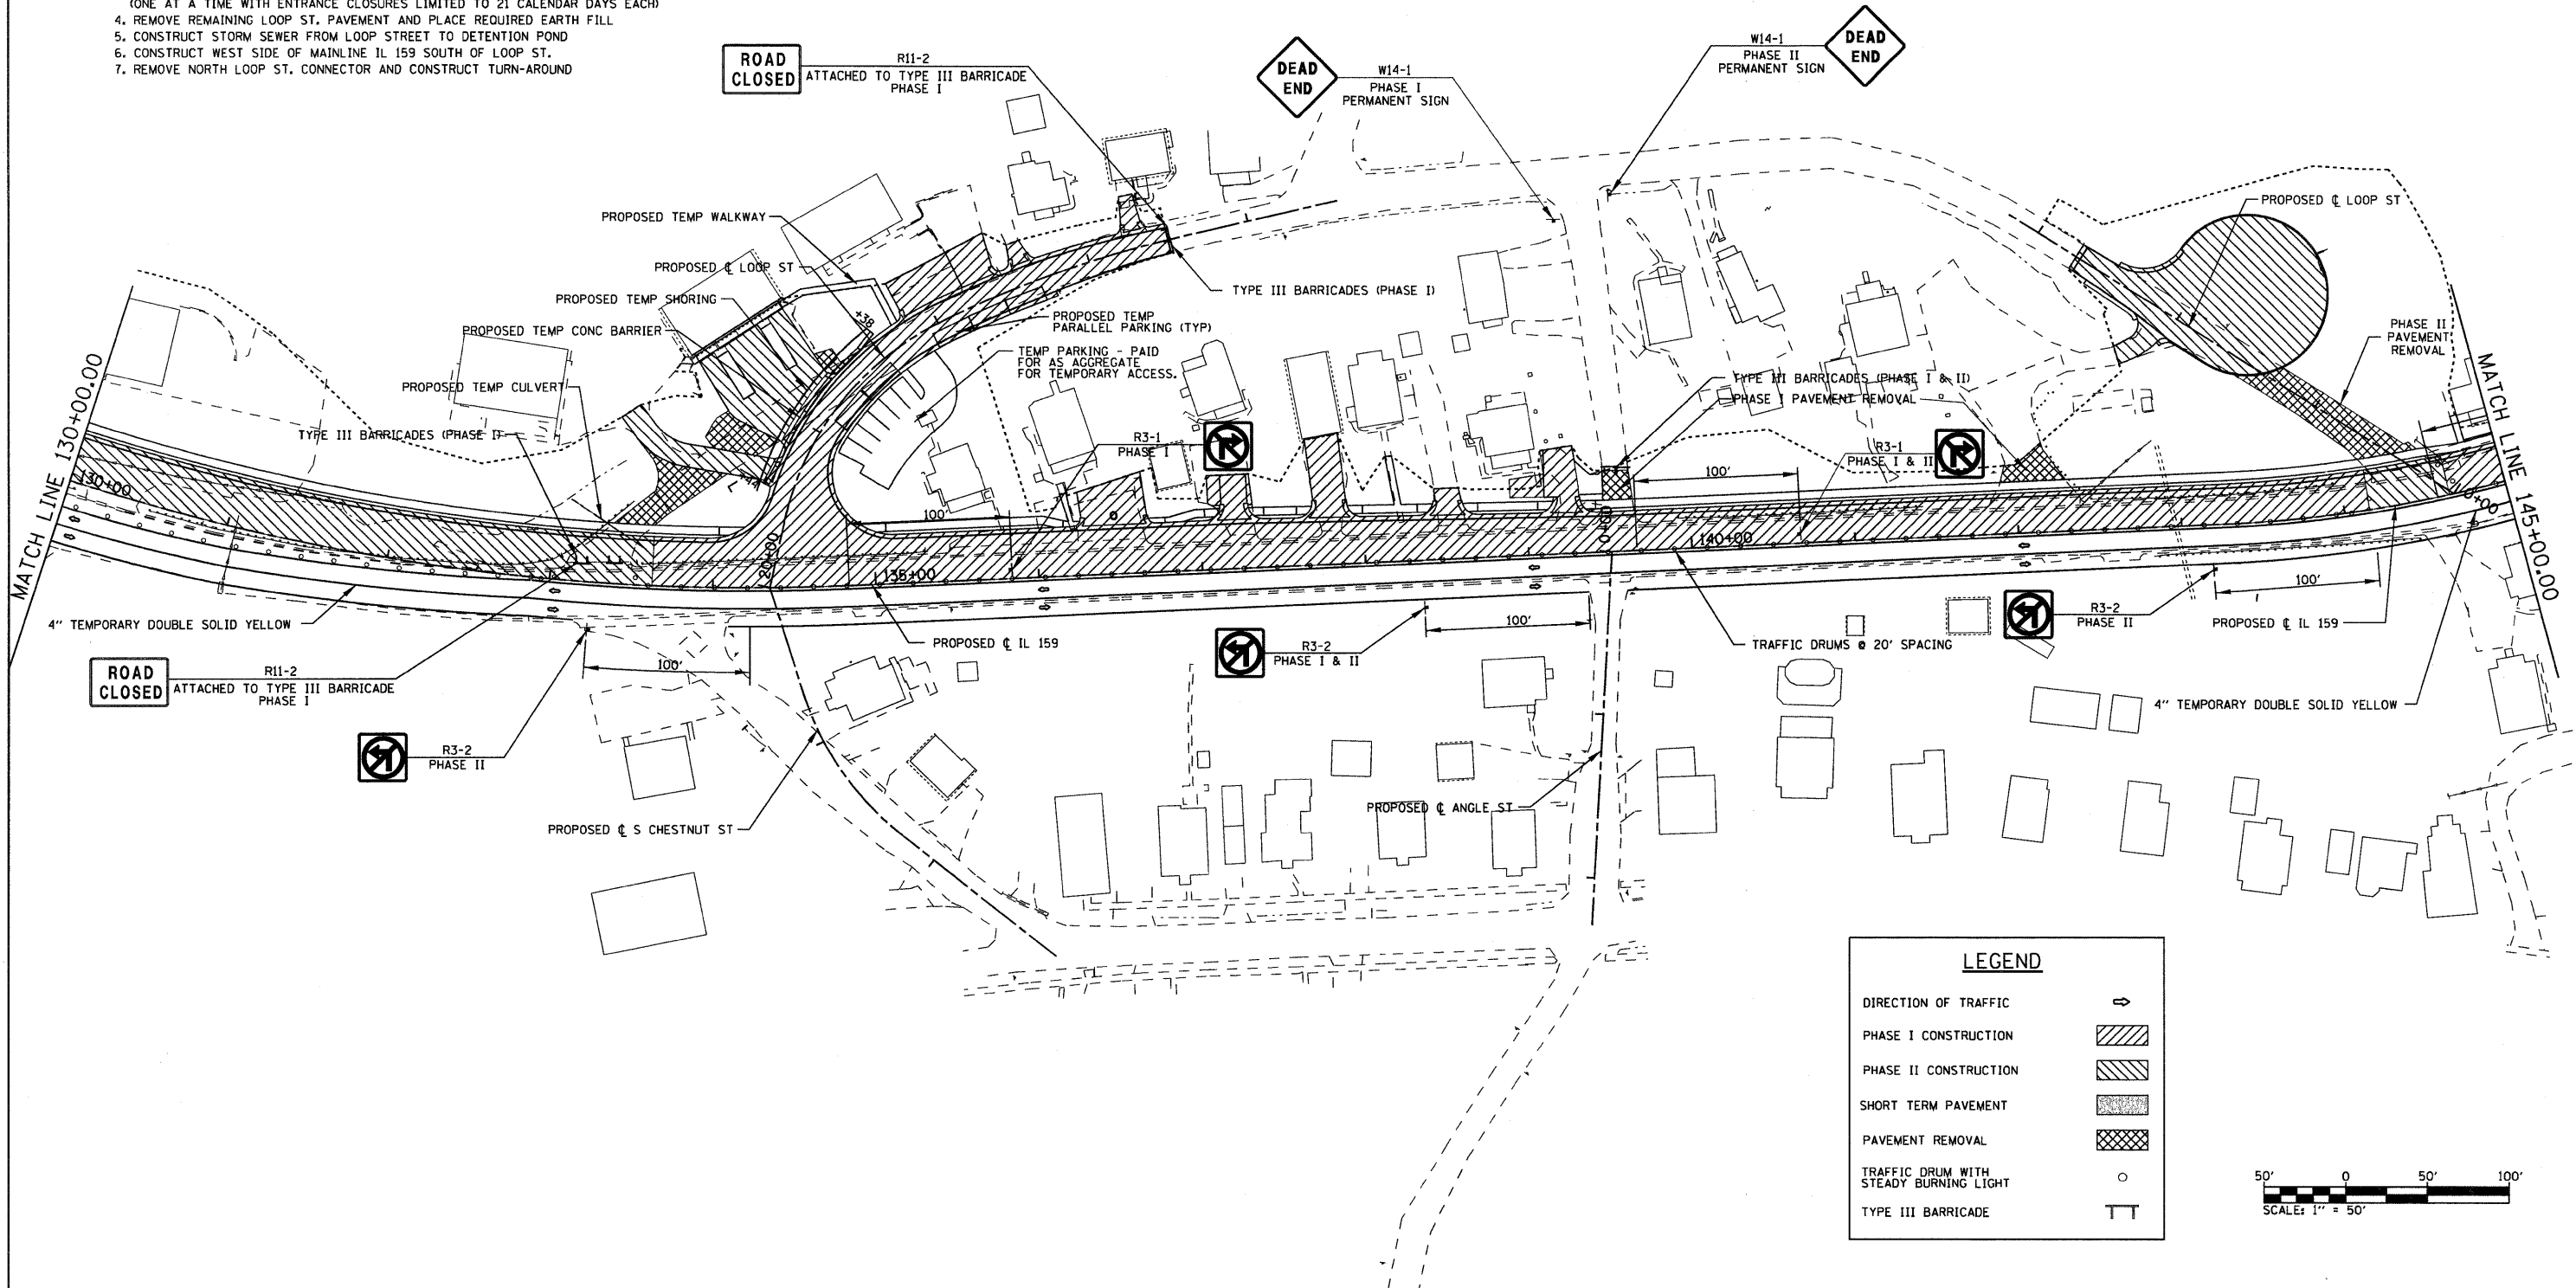 (ONE AT A TIME WITH ENTRANCE CLOSURES LIMITED TO 21 CALENDAR DAYS EACH)
4. REMOVE REMAINING LOOP ST. PAVEMENT AND PLACE REQUIRED EARTH FILL
5. CONSTRUCT STORM SEWER FROM LOOP STREET TO DETENTION POND
6. CONSTRUCT WEST SIDE OF MAINLINE IL 159 SOUTH OF LOOP ST.
7. REMOVE NORTH LOOP ST. CONNECTOR AND CONSTRUCT TURN-AROUND
ROAD
CLOSED
R11-2
ATTACHED TO TYPE III BARRICADE
PHASE I
DEAD
END
W14-1
PHASE I
PERMANENT SIGN
W14-1
PHASE II
PERMANENT SIGN
DEAD
END
PROPOSED TEMP WALKWAY
PROPOSED ℄ LOOP ST
PROPOSED TEMP SHORING
PROPOSED TEMP CONC BARRIER
PROPOSED TEMP CULVERT
TYPE III BARRICADES (PHASE I)
+38
+44
PROPOSED TEMP
PARALLEL PARKING (TYP)
TEMP PARKING - PAID
FOR AS AGGREGATE
FOR TEMPORARY ACCESS.
TYPE III BARRICADES (PHASE I)
PROPOSED ℄ LOOP ST
PHASE II
PAVEMENT
REMOVAL
TYPE III BARRICADES (PHASE I & II)
PHASE I PAVEMENT REMOVAL
R3-1
PHASE I
R3-1
PHASE I & II
100'
100'
MATCH LINE 130+00.00
MATCH LINE 145+00.00
130+00
20+00
135+00
140+00
4" TEMPORARY DOUBLE SOLID YELLOW
ROAD
CLOSED
R11-2
ATTACHED TO TYPE III BARRICADE
PHASE I
100'
PROPOSED ℄ IL 159
R3-2
PHASE I & II
100'
TRAFFIC DRUMS @ 20' SPACING
R3-2
PHASE II
100'
PROPOSED ℄ IL 159
4" TEMPORARY DOUBLE SOLID YELLOW
R3-2
PHASE II
PROPOSED ℄ S CHESTNUT ST
PROPOSED ℄ ANGLE ST
LEGEND
DIRECTION OF TRAFFIC
PHASE I CONSTRUCTION
PHASE II CONSTRUCTION
SHORT TERM PAVEMENT
PAVEMENT REMOVAL
TRAFFIC DRUM WITH
STEADY BURNING LIGHT
TYPE III BARRICADE
50' 0 50' 100'
SCALE: 1" = 50'